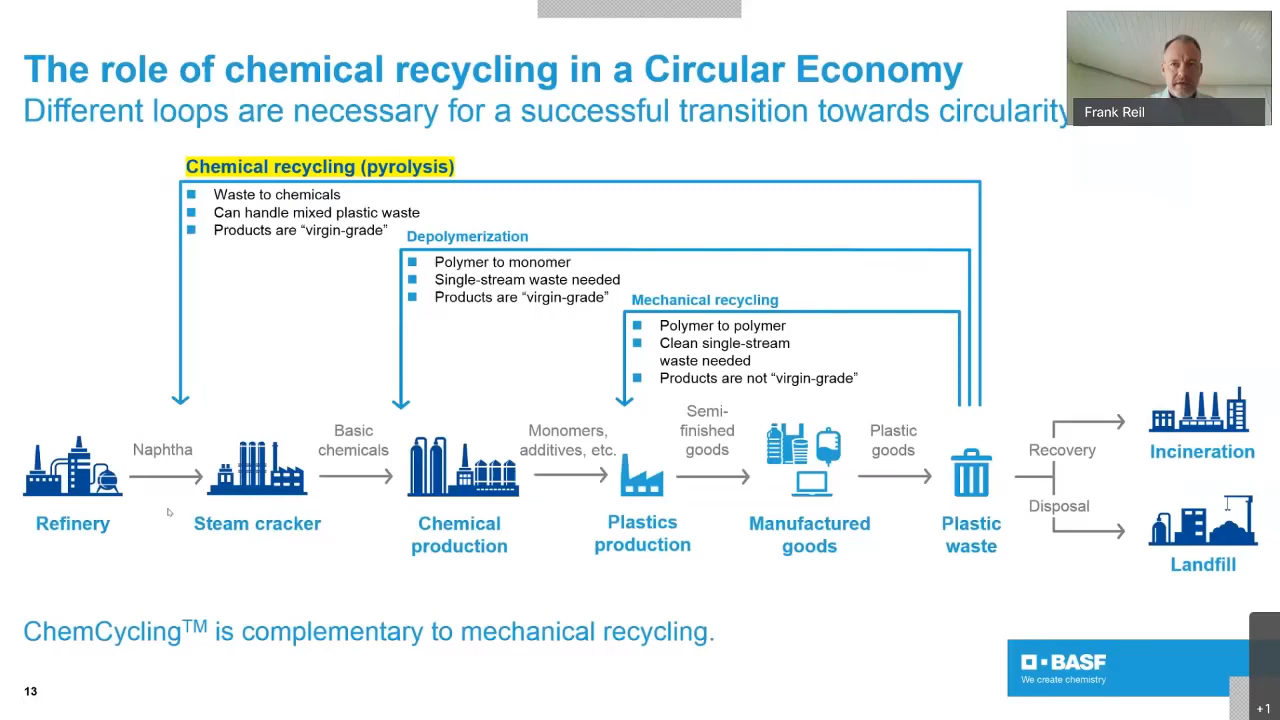 The role of chemical recycling in a Circular Economy
Different loops are necessary for a successful transition towards circularity
Frank Reil
Chemical recycling (pyrolysis)
Waste to chemicals
Can handle mixed plastic waste
Products are “virgin-grade”
Depolymerization
Polymer to monomer
Single-stream waste needed
Products are “virgin-grade”
Mechanical recycling
Polymer to polymer
Clean single-stream
waste needed
Products are not “virgin-grade”
Naphtha
Basic
chemicals
Monomers,
additives, etc.
Semi-
finished
goods
Plastic
goods
Recovery
Disposal
Refinery
Steam cracker
Chemical
production
Plastics
production
Manufactured
goods
Plastic
waste
Incineration
Landfill
ChemCycling™ is complementary to mechanical recycling.
BASF
We create chemistry
13
+1